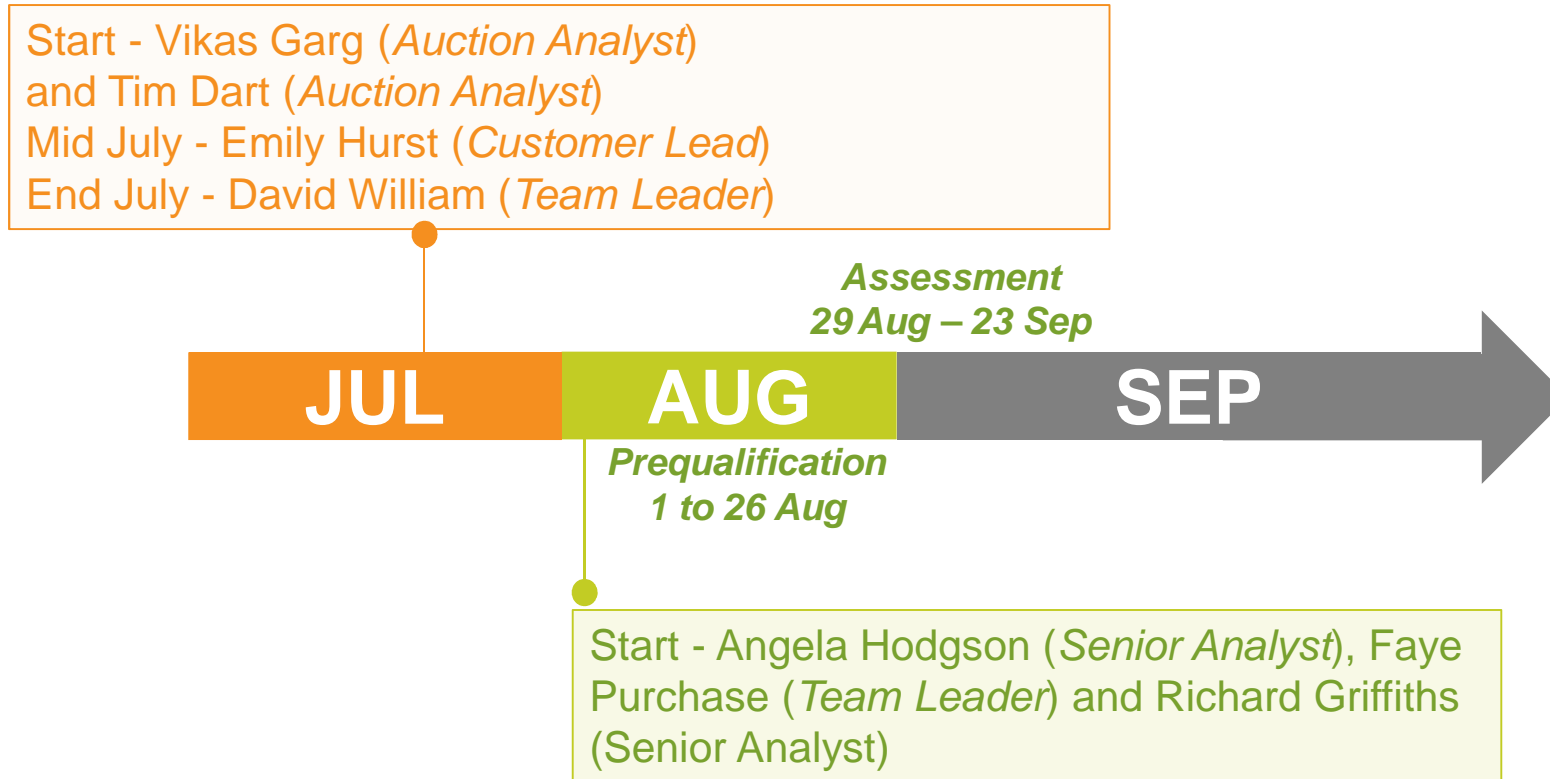 Start - Vikas Garg (Auction Analyst)
and Tim Dart (Auction Analyst)
Mid July - Emily Hurst (Customer Lead)
End July - David William (Team Leader)
Assessment
29 Aug – 23 Sep
JUL
AUG
SEP
Prequalification
1 to 26 Aug
Start - Angela Hodgson (Senior Analyst), Faye
Purchase (Team Leader) and Richard Griffiths
(Senior Analyst)